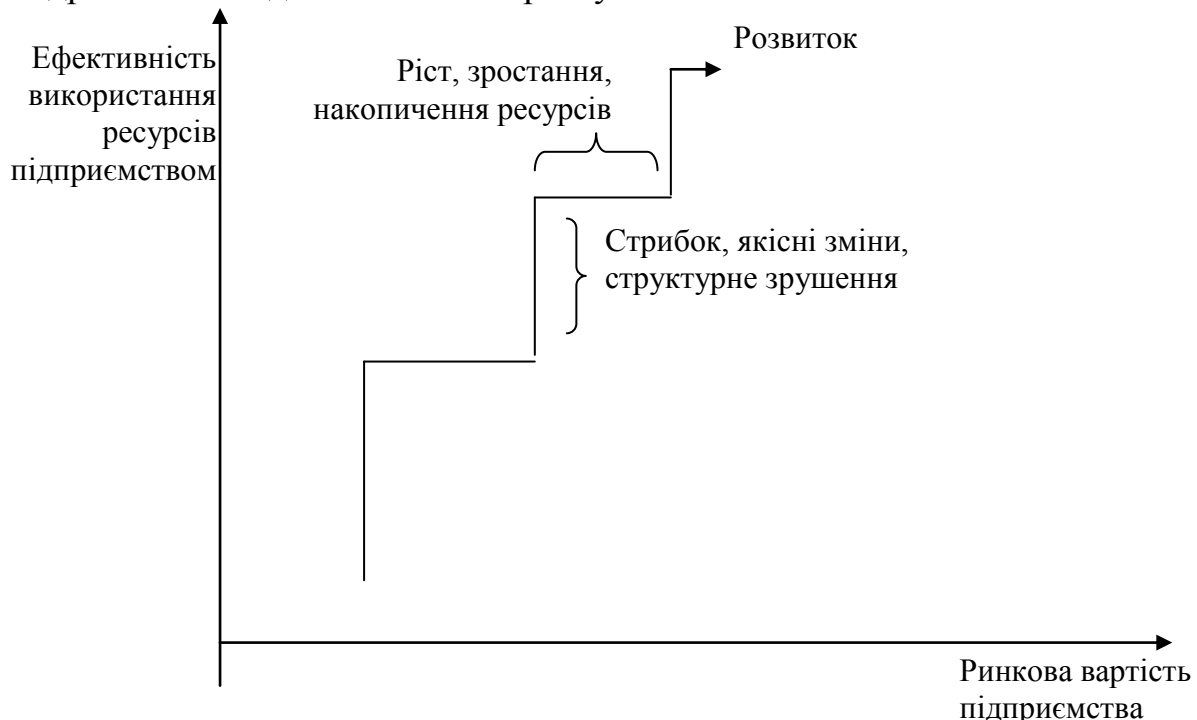 Розвиток
Ефективність
використання
ресурсів
підприємством
Ріст, зростання,
накопичення ресурсів
Стрибок, якісні зміни,
структурне зрушення
Ринкова вартість
підприємства